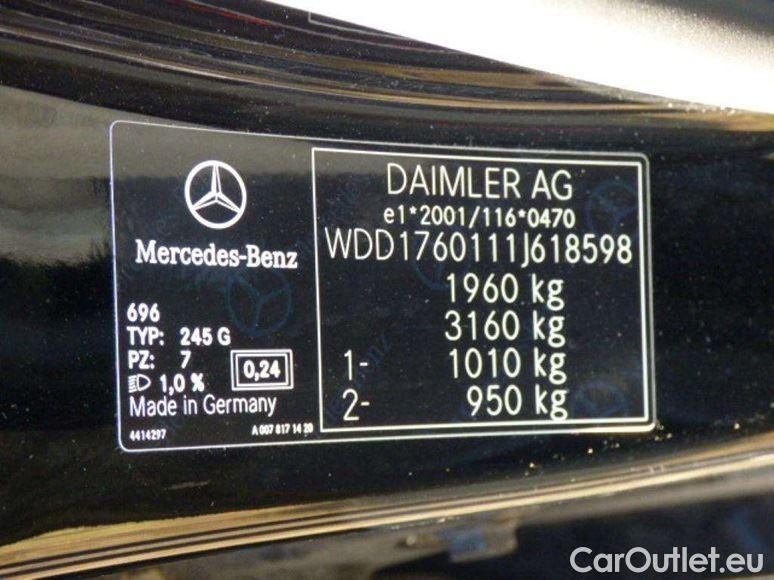 Mercedes-Benz
696
TYP: 245 G
PZ: 7
1,0 %
0,24
Made in Germany
4414297
A 007 817 14 20
DAIMLER AG
e1*2001/116*0470
WDD1760111J618598
1960 kg
3160 kg
1- 1010 kg
2- 950 kg
CarOutlet.eu